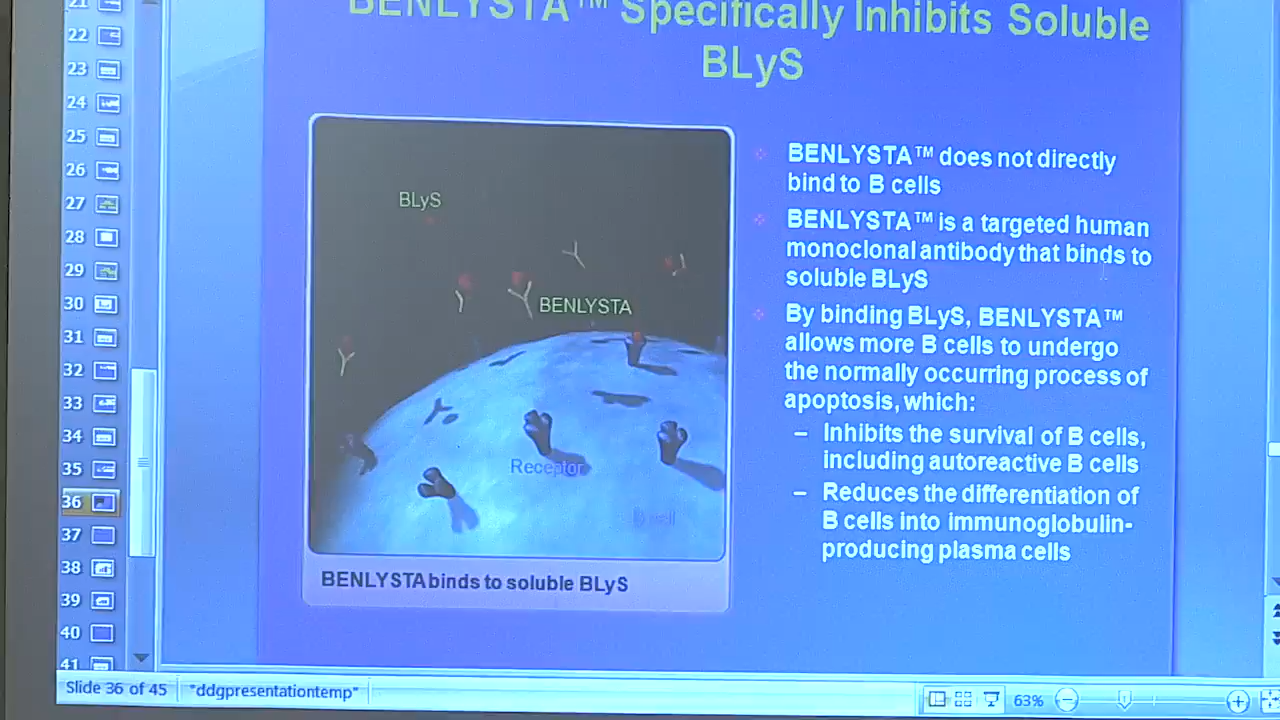 BENLYSTA™ Specifically Inhibits Soluble
BLyS
BLyS
BENLYSTA
Receptor
B cell
BENLYSTA binds to soluble BLyS
BENLYSTA™ does not directly
bind to B cells
BENLYSTA™ is a targeted human
monoclonal antibody that binds to
soluble BLyS
By binding BLyS, BENLYSTA™
allows more B cells to undergo
the normally occurring process of
apoptosis, which:
– Inhibits the survival of B cells,
including autoreactive B cells
– Reduces the differentiation of
B cells into immunoglobulin-
producing plasma cells
21
22
23
24
25
26
27
28
29
30
31
32
33
34
35
36
37
38
39
40
41
Slide 36 of 45
"ddgpresentationtemp"
63%